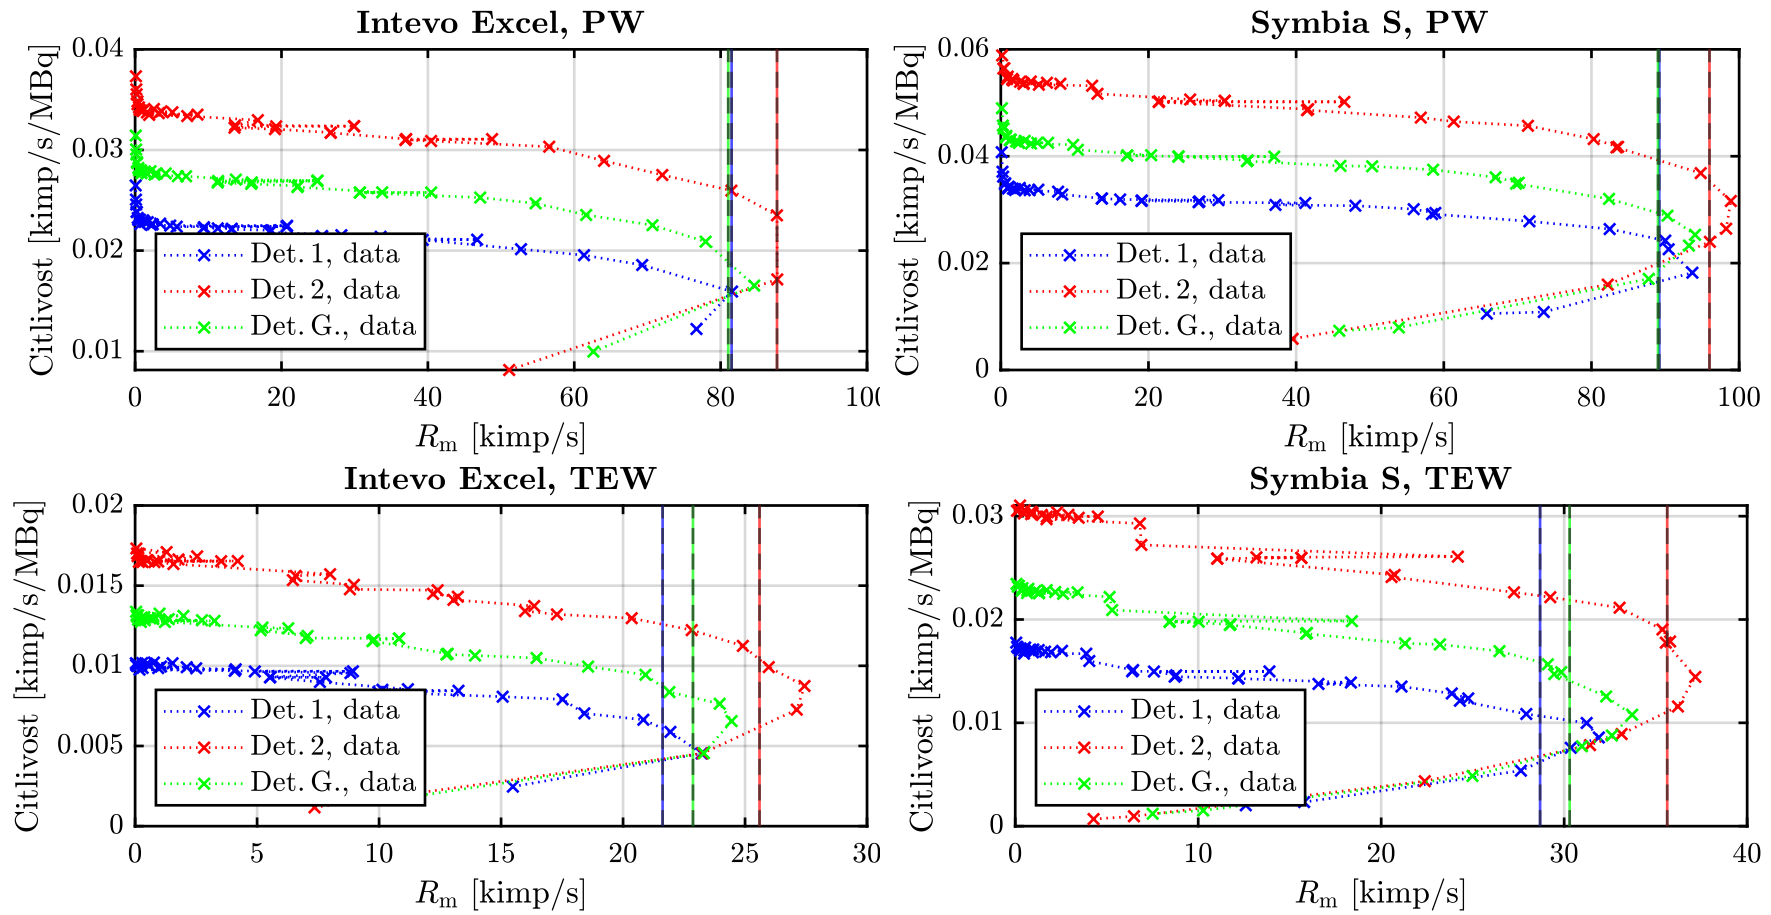 Intevo Excel, PW
Citlivost [kimp/s/MBq]
0.04
0.03
0.02
0.01
Det. 1, data
Det. 2, data
Det. G., data
0 20 40 60 80 100
Rm [kimp/s]
Symbia S, PW
Citlivost [kimp/s/MBq]
0.06
0.04
0.02
0
Det. 1, data
Det. 2, data
Det. G., data
0 20 40 60 80 100
Rm [kimp/s]
Intevo Excel, TEW
Citlivost [kimp/s/MBq]
0.02
0.015
0.01
0.005
0
Det. 1, data
Det. 2, data
Det. G., data
0 5 10 15 20 25 30
Rm [kimp/s]
Symbia S, TEW
Citlivost [kimp/s/MBq]
0.03
0.02
0.01
0
Det. 1, data
Det. 2, data
Det. G., data
0 10 20 30 40
Rm [kimp/s]